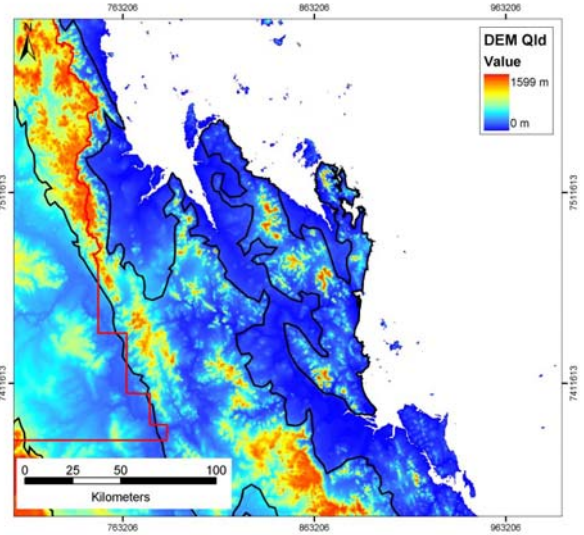 763206 863206 963206
N
DEM Qld
Value
1599 m
0 m
7511613 7511613
7411613 7411613
0 25 50 100
Kilometers
763206 863206 963206